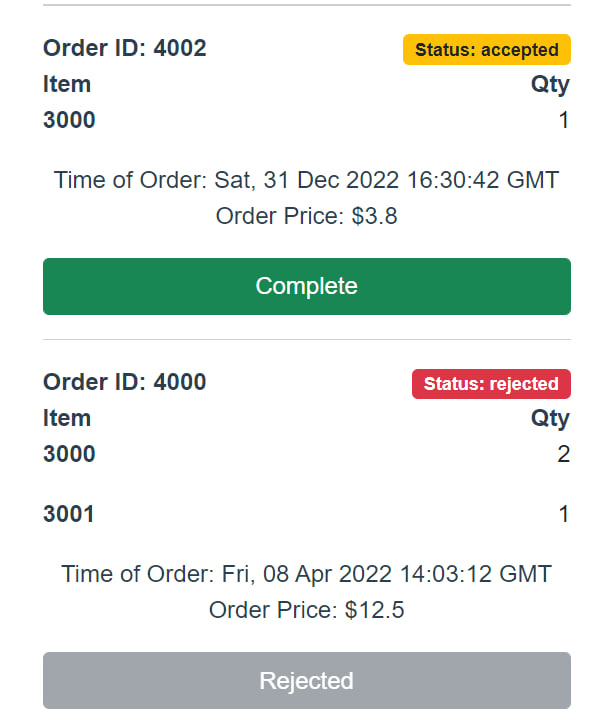 Order ID: 4002 Status: accepted
Item Qty
3000 1
Time of Order: Sat, 31 Dec 2022 16:30:42 GMT
Order Price: $3.8
Complete
Order ID: 4000 Status: rejected
Item Qty
3000 2
3001 1
Time of Order: Fri, 08 Apr 2022 14:03:12 GMT
Order Price: $12.5
Rejected